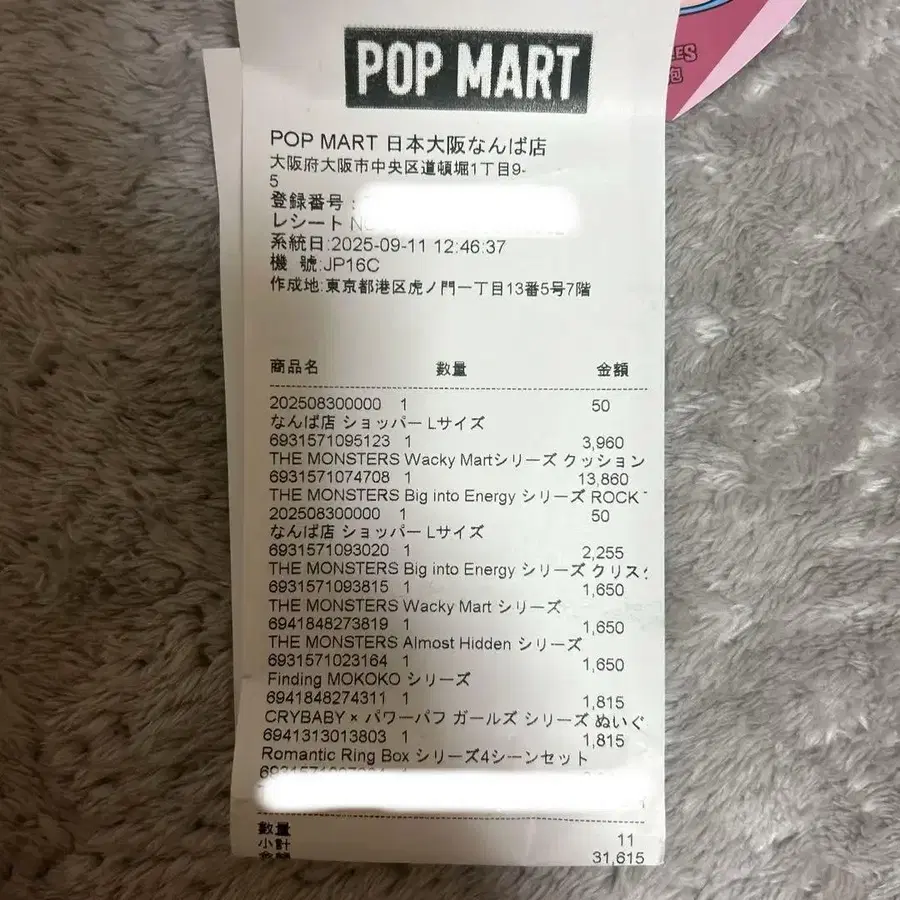 POP MART
POP MART 日本大阪なんば店
大阪府大阪市中央区道頓堀1丁目9-
5
登録番号:
レシート
系統日:2025-09-11 12:46:37
機 號:JP16C
作成地:東京都港区虎ノ門一丁目13番5号7階
商品名 數量 金額
202508300000 1 50
なんば店 ショッパー Lサイズ
6931571095123 1 3,960
THE MONSTERS Wacky Martシリーズ クッション
6931571074708 1 13,860
THE MONSTERS Big into Energy シリーズ ROCK
202508300000 1 50
なんば店 ショッパー Lサイズ
6931571093020 1 2,255
THE MONSTERS Big into Energy シリーズ クリス
6931571093815 1 1,650
THE MONSTERS Wacky Mart シリーズ
6941848273819 1 1,650
THE MONSTERS Almost Hidden シリーズ
6931571023164 1 1,650
Finding MOKOKO シリーズ
6941848274311 1 1,815
CRYBABY × パワーパフ ガールズ シリーズ ぬいぐ
6941313013803 1 1,815
Romantic Ring Box シリーズ4シーンセット
數量 11
小計 31,615